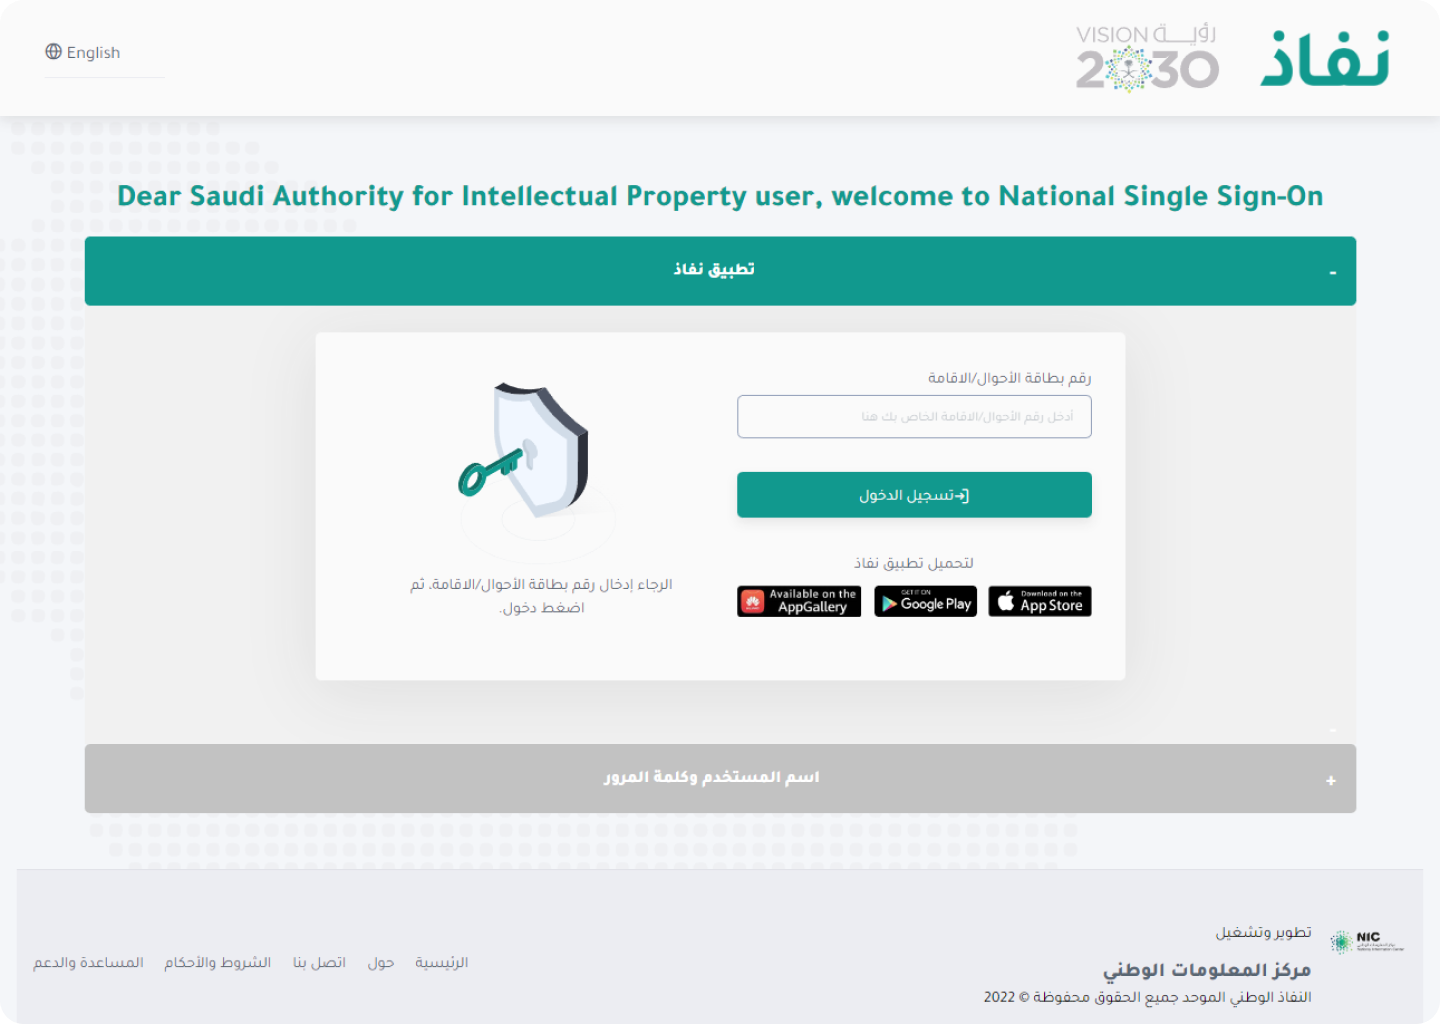 نفاذ
VISION رؤيـــة
2030
English
Dear Saudi Authority for Intellectual Property user, welcome to National Single Sign-On
تطبيق نفاذ
-
رقم بطاقة الأحوال/الاقامة
أدخل رقم الأحوال/الاقامة الخاص بك هنا
تسجيل الدخول
لتحميل تطبيق نفاذ
Download on the
App Store
GET IT ON
Google Play
Available on the
AppGallery
الرجاء إدخال رقم بطاقة الأحوال/الاقامة، ثم
اضغط دخول.
-
اسم المستخدم وكلمة المرور
+
NIC
National Information Center
تطوير وتشغيل
مركز المعلومات الوطني
النفاذ الوطني الموحد جميع الحقوق محفوظة © 2022
الرئيسية حول اتصل بنا الشروط والأحكام المساعدة والدعم